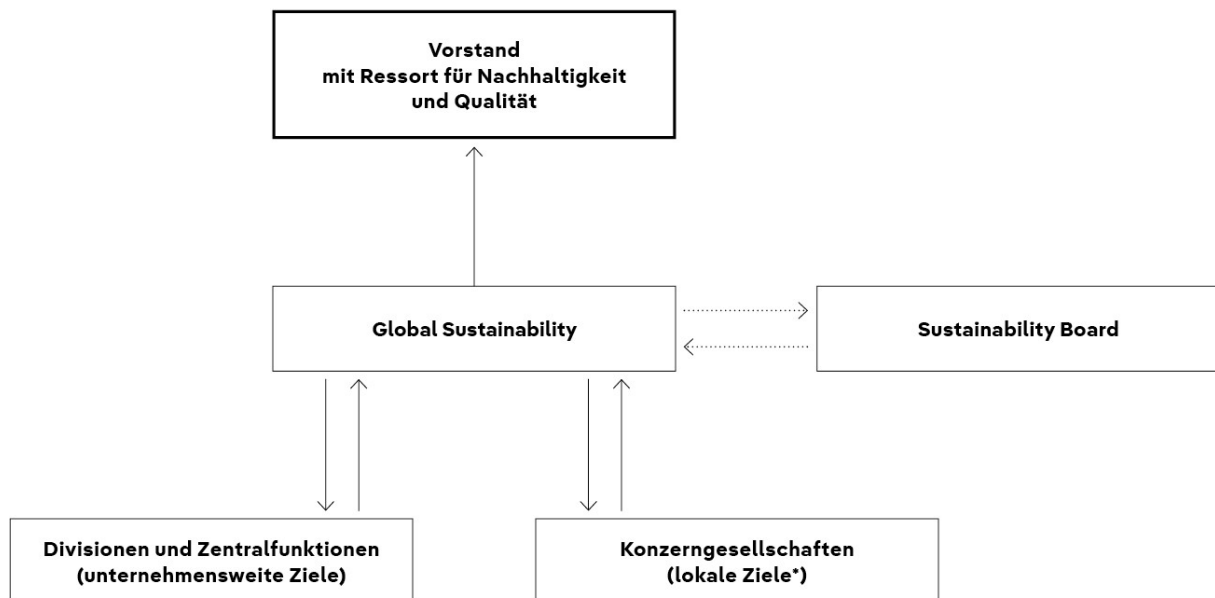 Vorstand
mit Ressort für Nachhaltigkeit
und Qualität
Global Sustainability
Sustainability Board
Divisionen und Zentralfunktionen
(unternehmensweite Ziele)
Konzerngesellschaften
(lokale Ziele*)